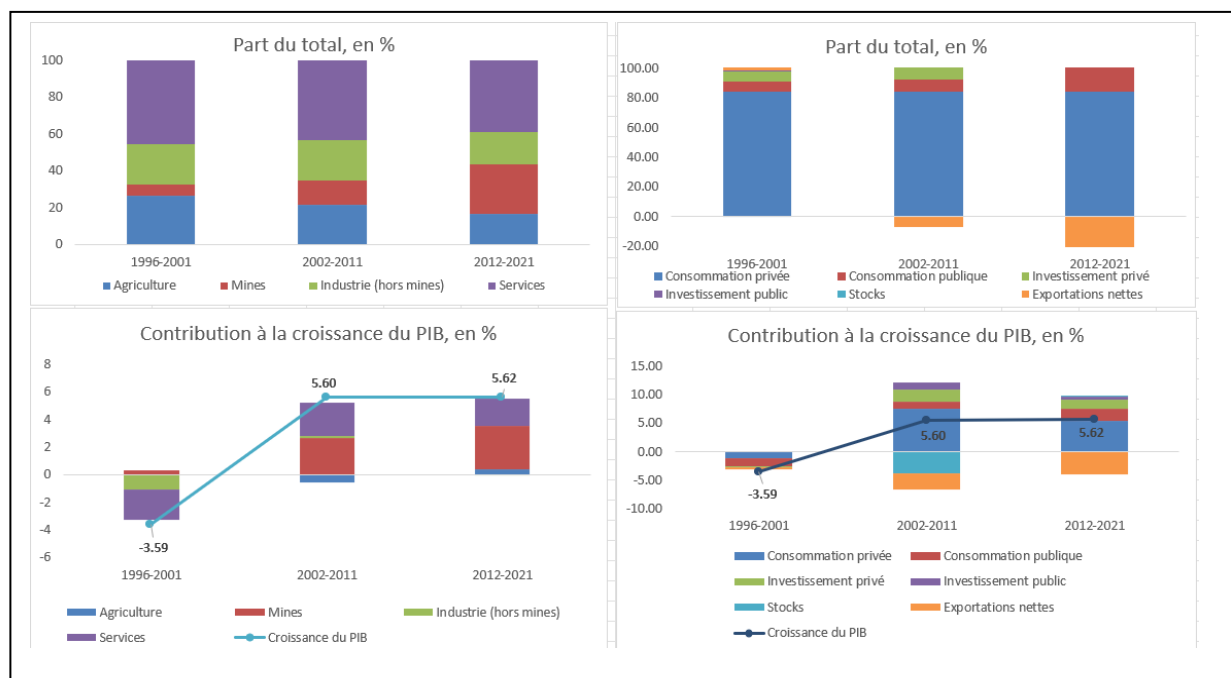 Part du total, en %
100
80
60
40
20
0
1996-2001
2002-2011
2012-2021
Agriculture
Mines
Industrie (hors mines)
Services
Part du total, en %
100.00
80.00
60.00
40.00
20.00
0.00
-20.00
1996-2001
2002-2011
2012-2021
Consommation privée
Consommation publique
Investissement privé
Investissement public
Stocks
Exportations nettes
Contribution à la croissance du PIB, en %
8
6
4
2
0
-2
-4
-6
5.60
5.62
-3.59
1996-2001
2002-2011
2012-2021
Agriculture
Mines
Industrie (hors mines)
Services
Croissance du PIB
Contribution à la croissance du PIB, en %
15.00
10.00
5.00
0.00
-5.00
-10.00
5.60
5.62
-3.59
1996-2001
2002-2011
2012-2021
Consommation privée
Consommation publique
Investissement privé
Investissement public
Stocks
Exportations nettes
Croissance du PIB